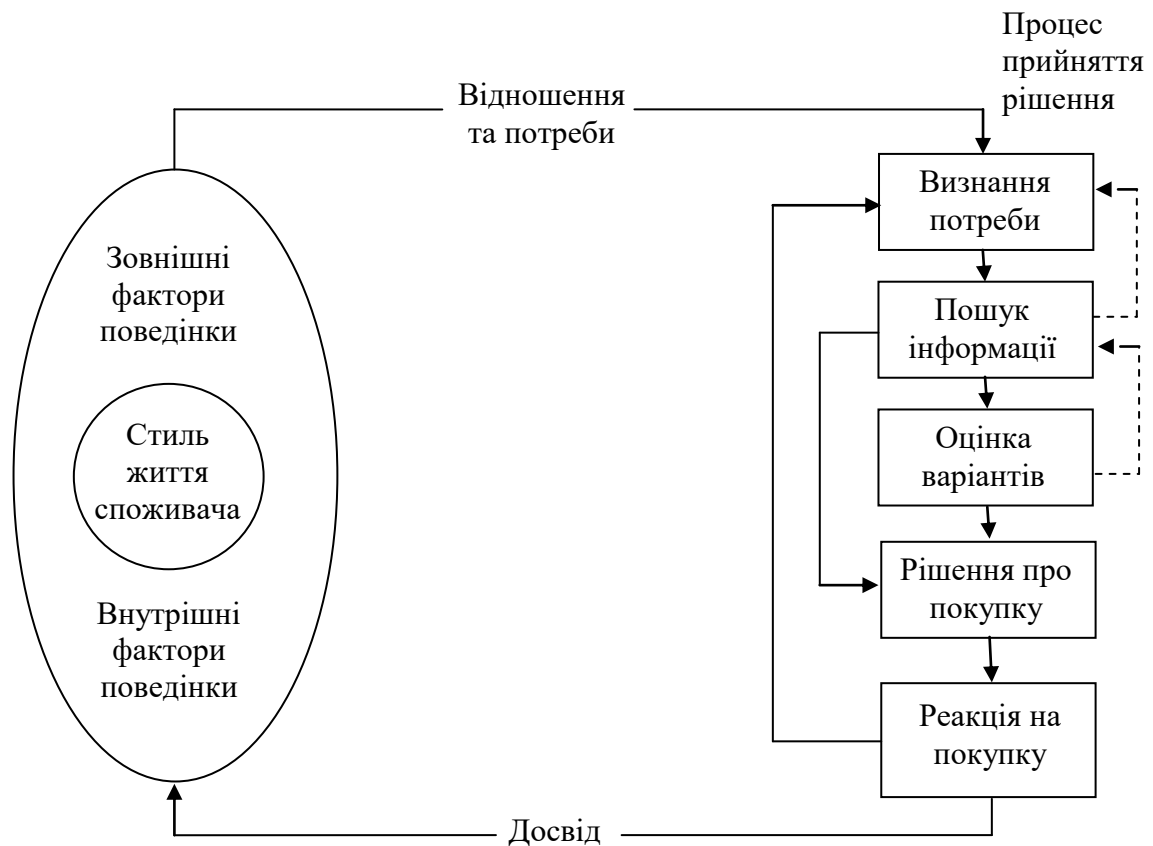 Процес
прийняття
рішення
Відношення
та потреби
Визнання
потреби
Зовнішні
фактори
поведінки
Пошук
інформації
Стиль
життя
споживача
Оцінка
варіантів
Рішення про
покупку
Внутрішні
фактори
поведінки
Реакція на
покупку
Досвід